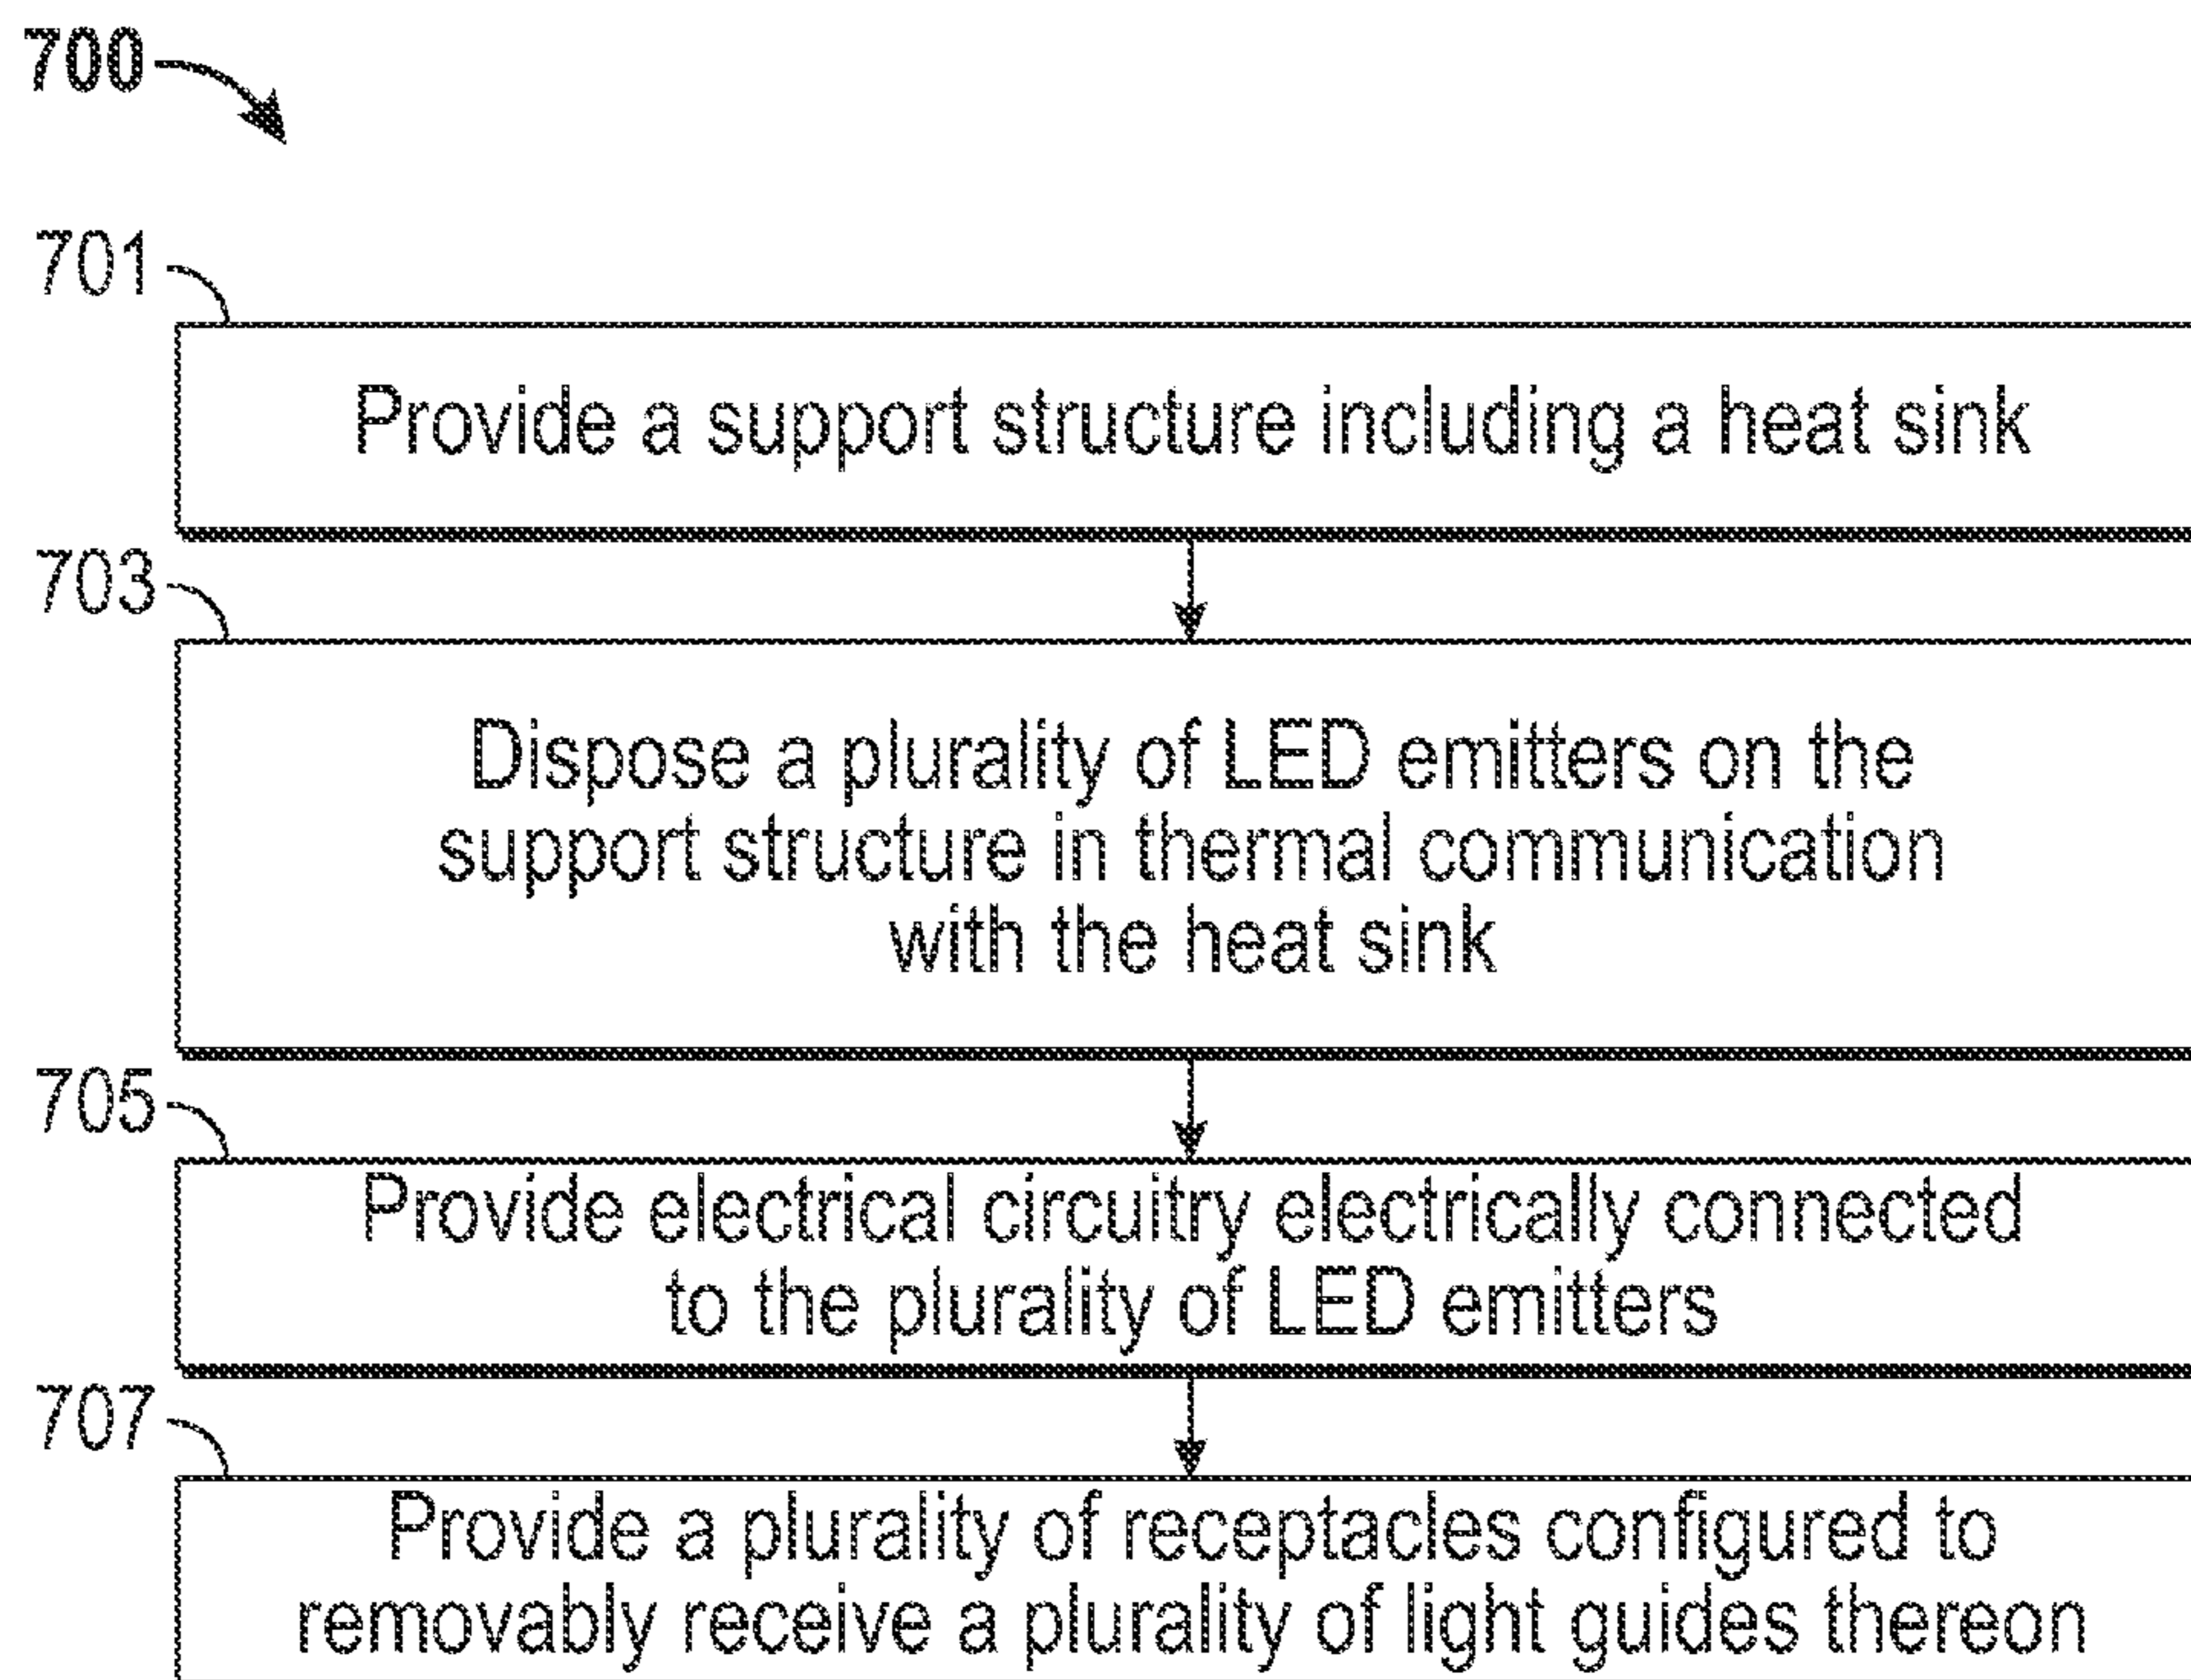 700
701
Provide a support structure including a heat sink
703
Dispose a plurality of LED emitters on the
support structure in thermal communication
with the heat sink
705
Provide electrical circuitry electrically connected
to the plurality of LED emitters
707
Provide a plurality of receptacles configured to
removably receive a plurality of light guides thereon